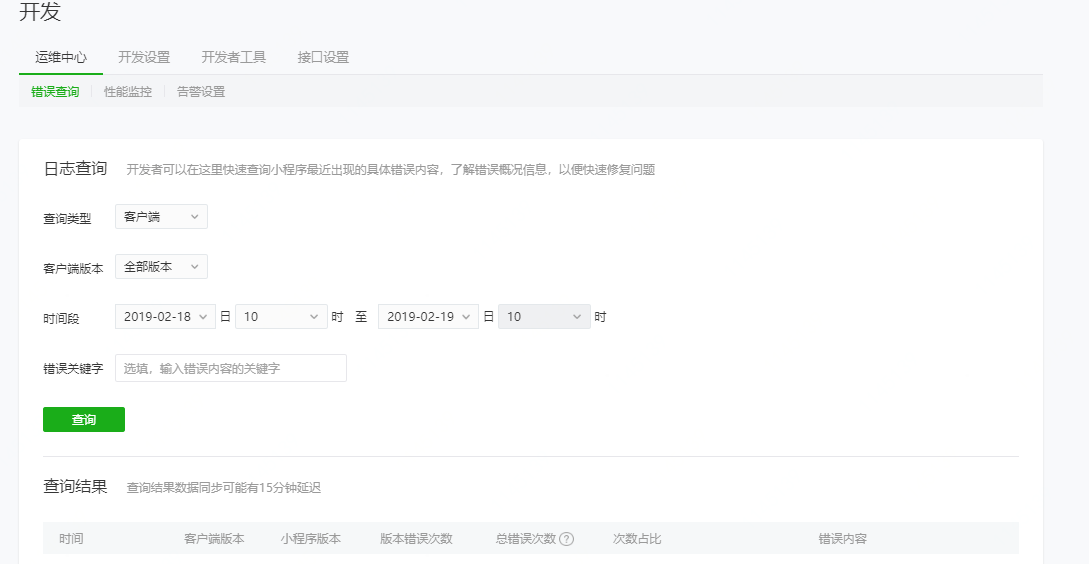 开发
运维中心 开发设置 开发者工具 接口设置
错误查询 性能监控 告警设置
日志查询 开发者可以在这里快速查询小程序最近出现的具体错误内容，了解错误概况信息，以便快速修复问题
查询类型 客户端
客户端版本 全部版本
时间段 2019-02-18 日 10 时 至 2019-02-19 日 10 时
错误关键字 选填，输入错误内容的关键字
查询
查询结果 查询结果数据同步可能有15分钟延迟
时间 客户端版本 小程序版本 版本错误次数 总错误次数 ? 次数占比 错误内容